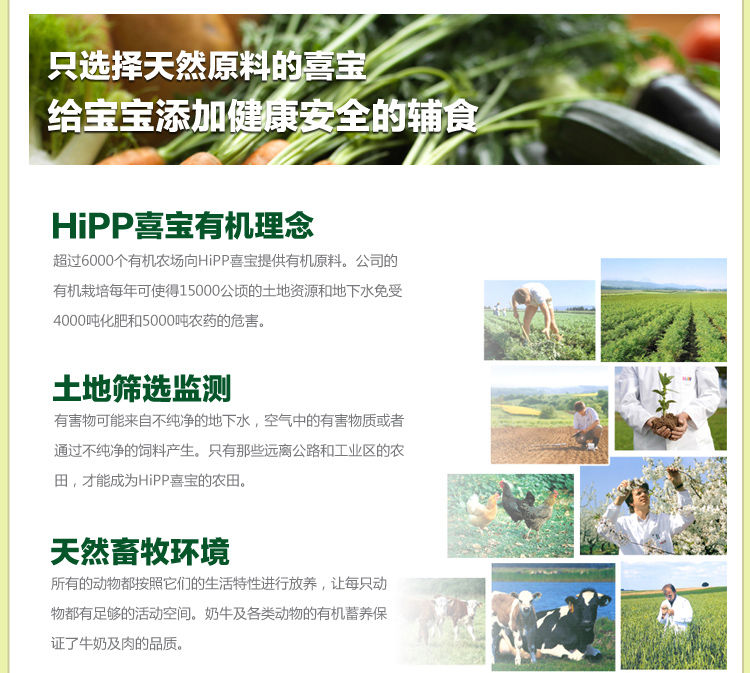 只选择天然原料的喜宝
给宝宝添加健康安全的辅食
HiPP喜宝有机理念
超过6000个有机农场向HiPP喜宝提供有机原料。公司的
有机栽培每年可使得15000公顷的土地资源和地下水免受
4000吨化肥和5000吨农药的危害。
土地筛选监测
有害物可能来自不纯净的地下水，空气中的有害物质或者
通过不纯净的饲料产生。只有那些远离公路和工业区的农
田，才能成为HiPP喜宝的农田。
天然畜牧环境
所有的动物都按照它们的生活特性进行放养，让每只动
物都有足够的活动空间。奶牛及各类动物的有机蓄养保
证了牛奶及肉的品质。